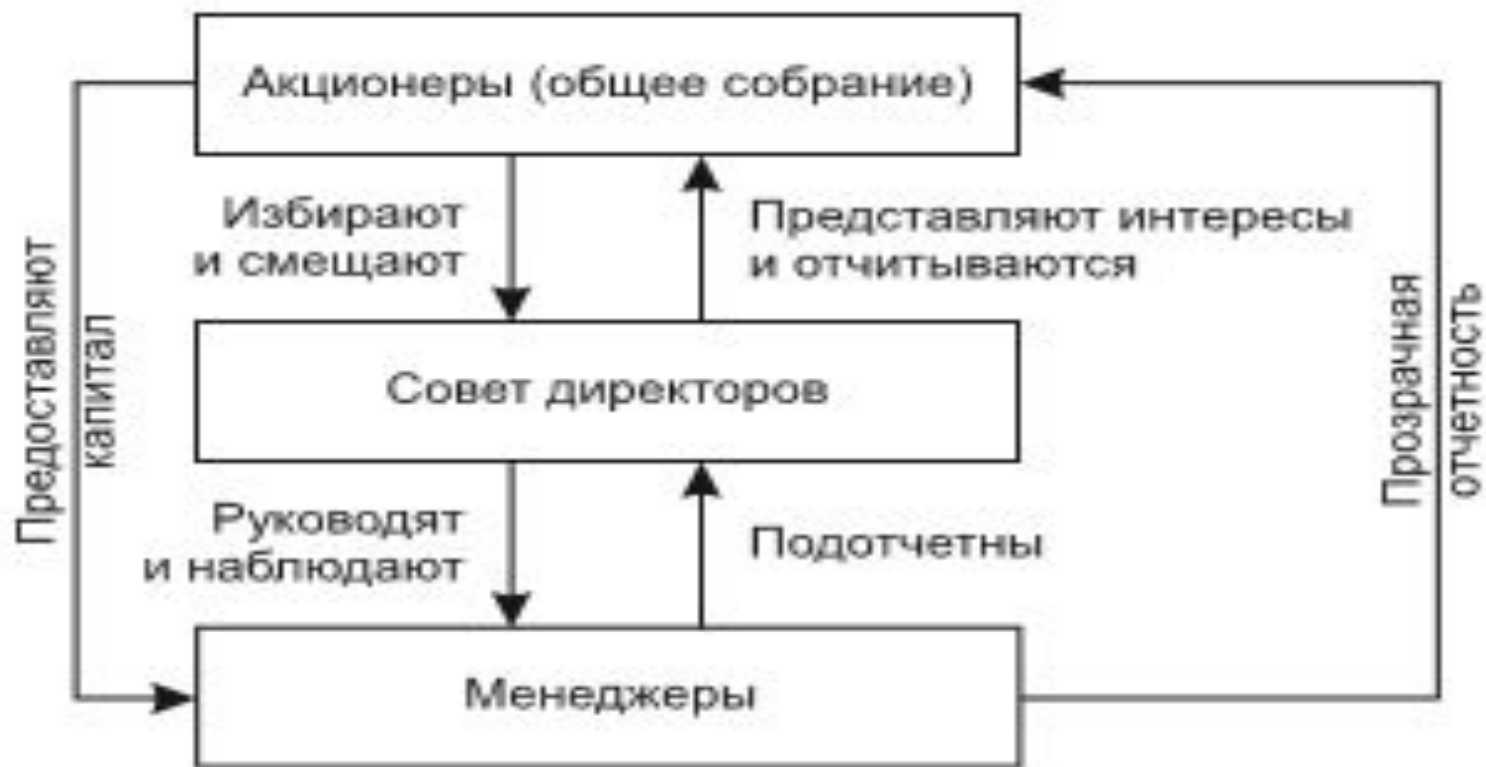 Акционеры (общее собрание)
Избирают
и смещают
Представляют интересы
и отчитываются
Предоставляют
капитал
Совет директоров
Прозрачная
отчетность
Руководят
и наблюдают
Подотчетны
Менеджеры